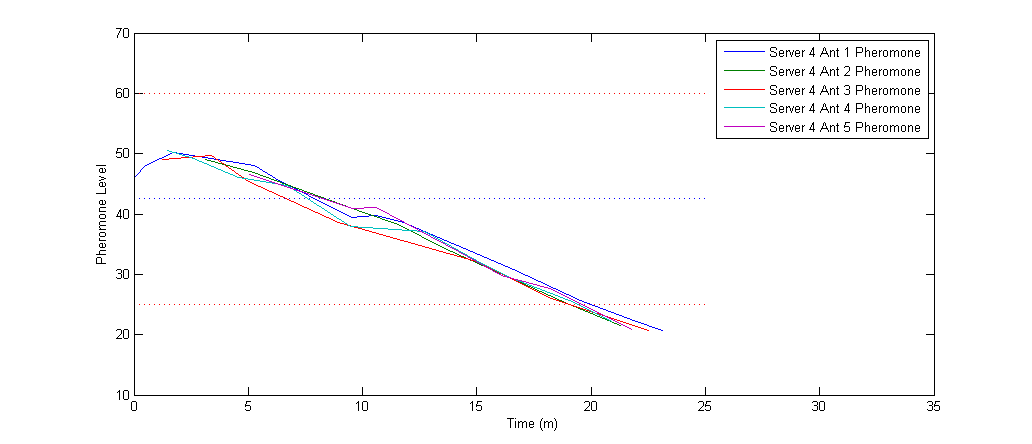 70
60
50
40
30
20
10
Pheromone Level
0
5
10
15
20
25
30
35
Time (m)
Server 4 Ant 1 Pheromone
Server 4 Ant 2 Pheromone
Server 4 Ant 3 Pheromone
Server 4 Ant 4 Pheromone
Server 4 Ant 5 Pheromone